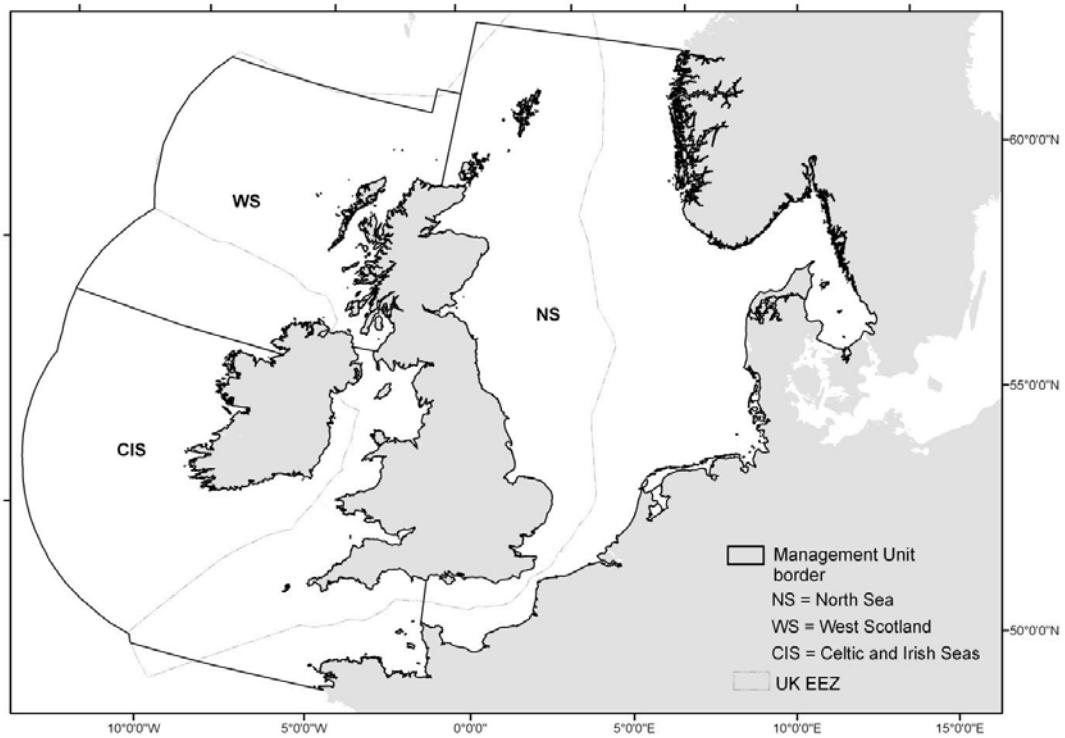 60°0'0"N
WS
NS
55°0'0"N
CIS
Management Unit
border
NS = North Sea
WS = West Scotland
CIS = Celtic and Irish Seas
UK EEZ
50°0'0"N
10°0'0"W 5°0'0"W 0°0'0"E 5°0'0"E 10°0'0"E 15°0'0"E